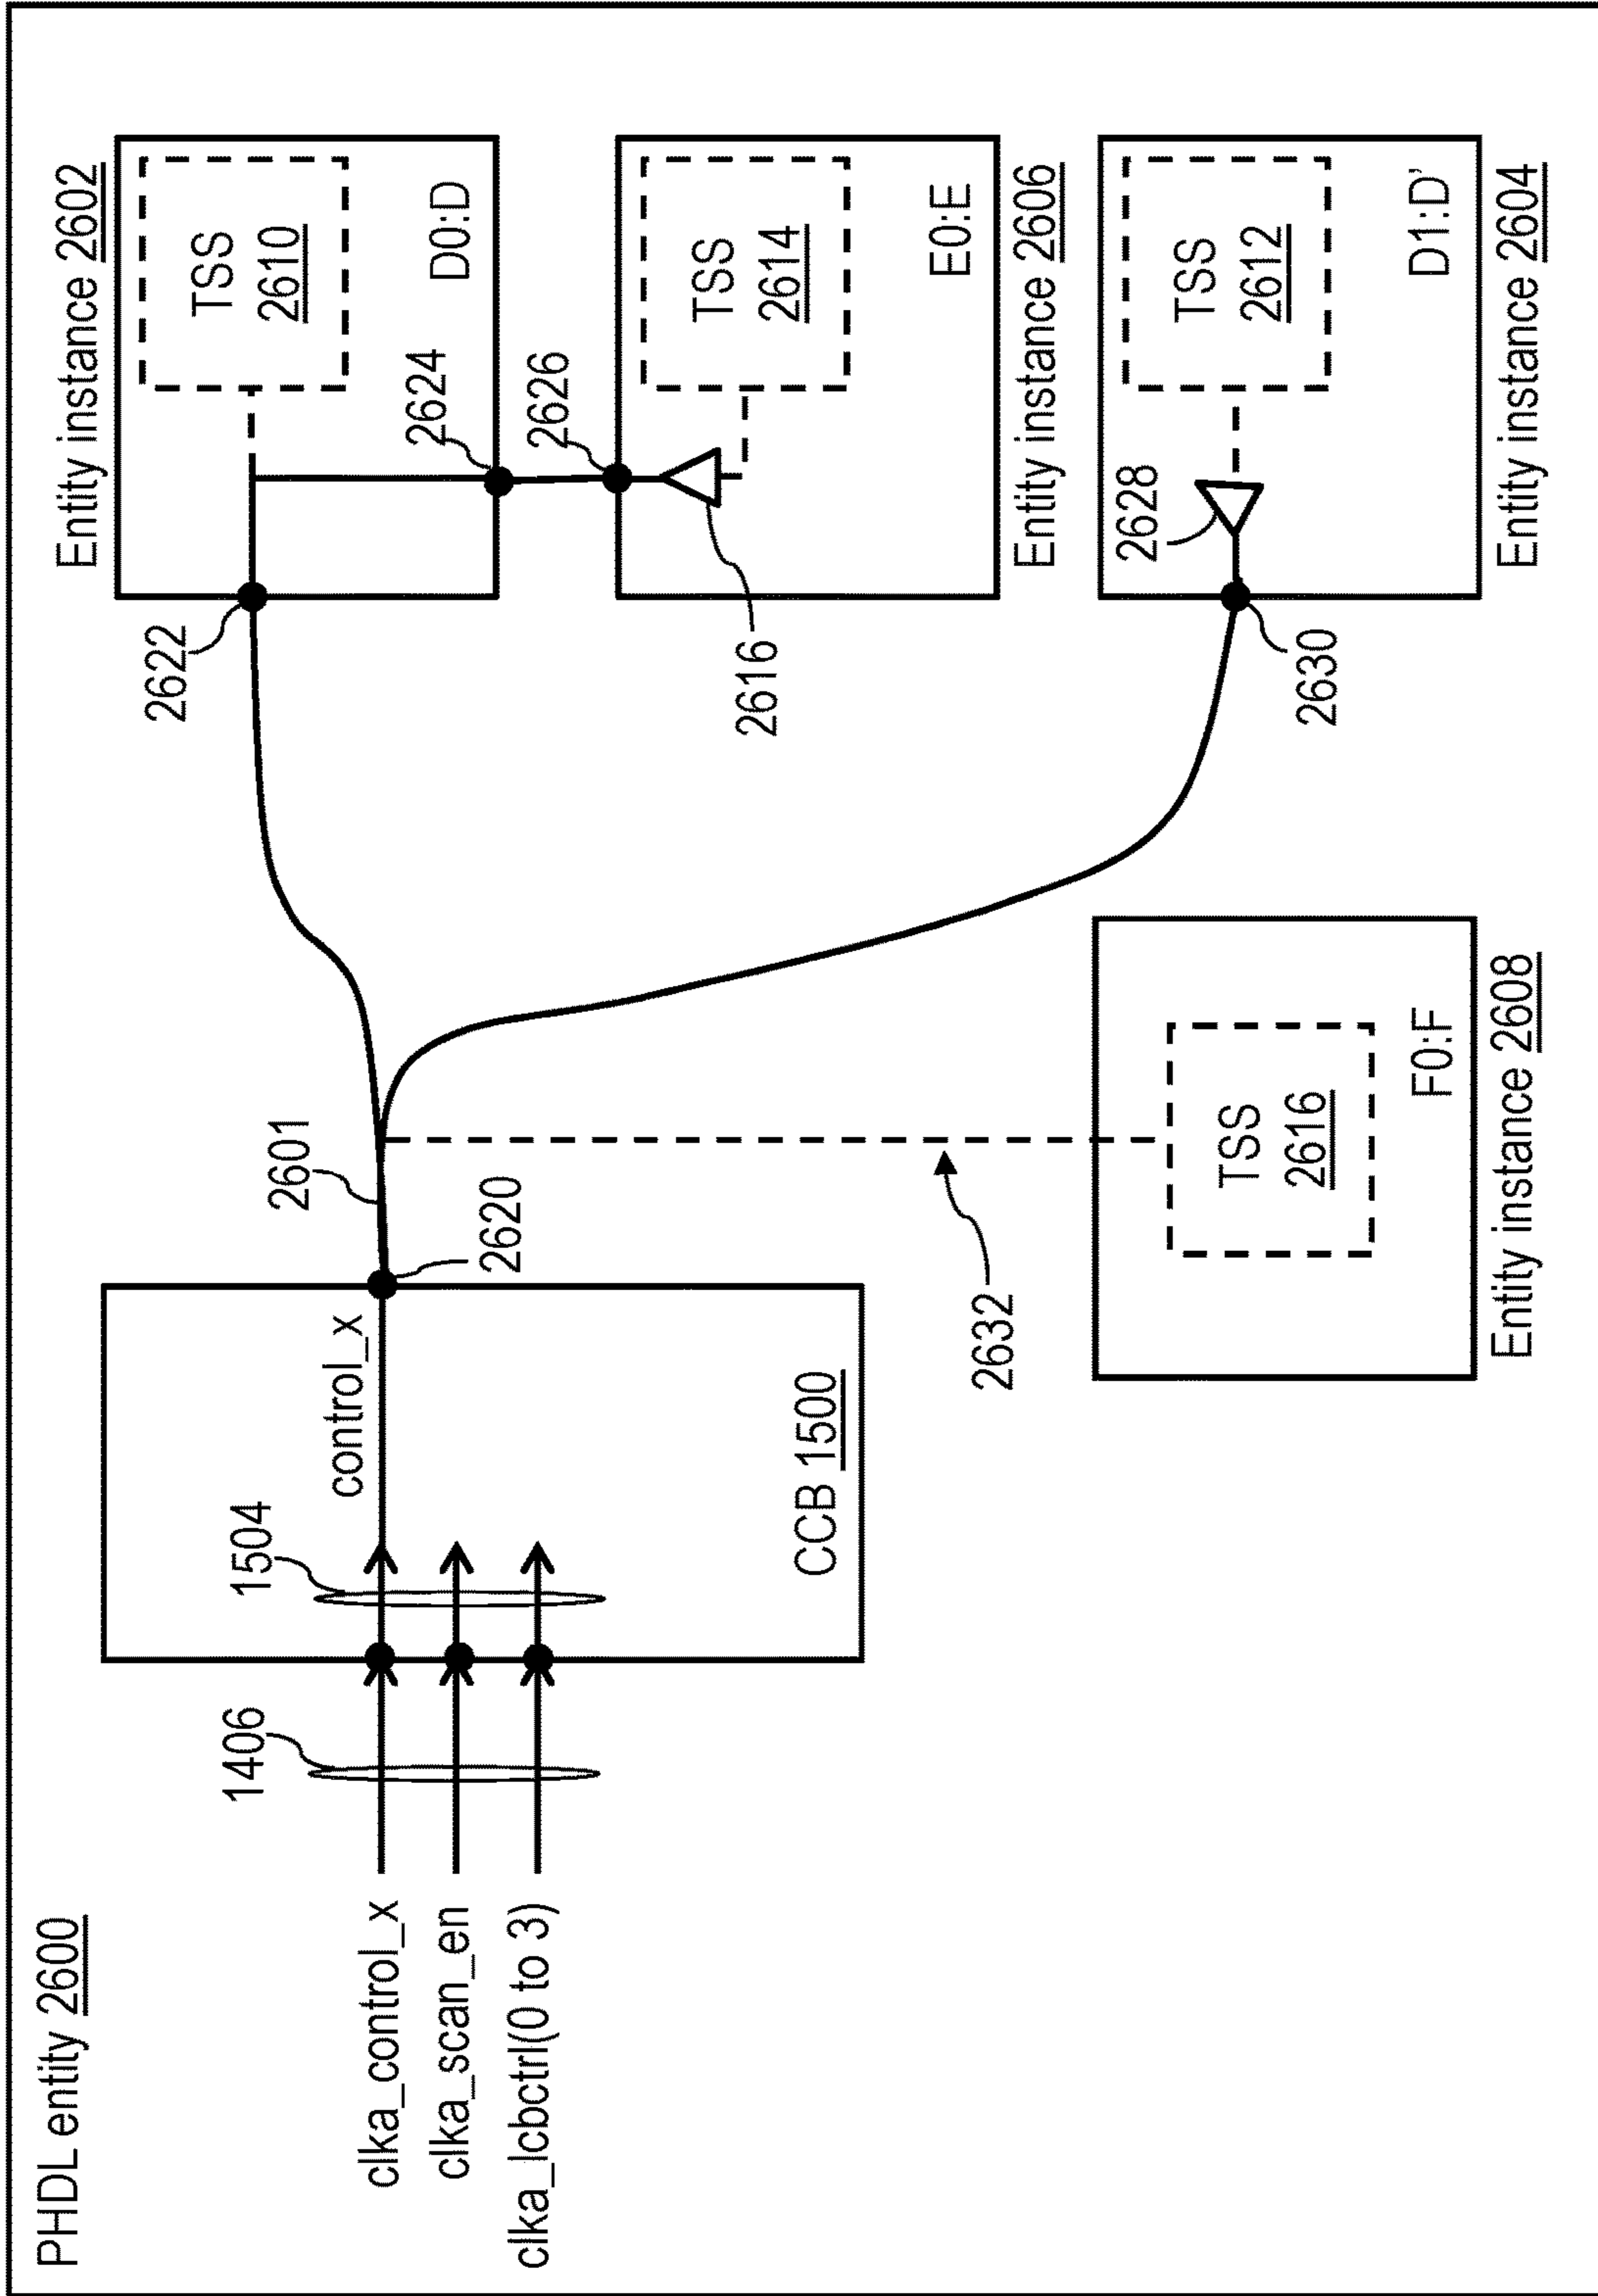 PHDL entity 2600
clka_control_x
clka_scan_en
clka_lcbctrl(0 to 3)
1406
1504
control_x
CCB 1500
2620
2601
2632
TSS
2616
F0:F
Entity instance 2608
2622
Entity instance 2602
TSS
2610
D0:D
2624
2626
2616
TSS
2614
E0:E
Entity instance 2606
2628
2630
TSS
2612
D1:D'
Entity instance 2604